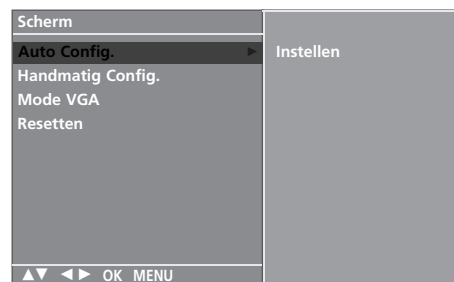 Scherm
Auto Config. ►
Instellen
Handmatig Config.
Mode VGA
Resetten
▲▼ ◄► OK MENU